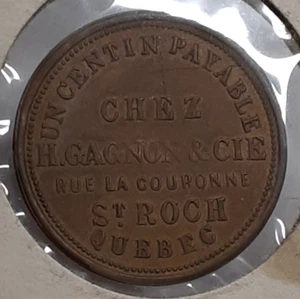 UN CENTIN PAYABLE
CHEZ
H. GAGNON & CIE
RUE LA COURONNE
ST ROCH
QUEBEC